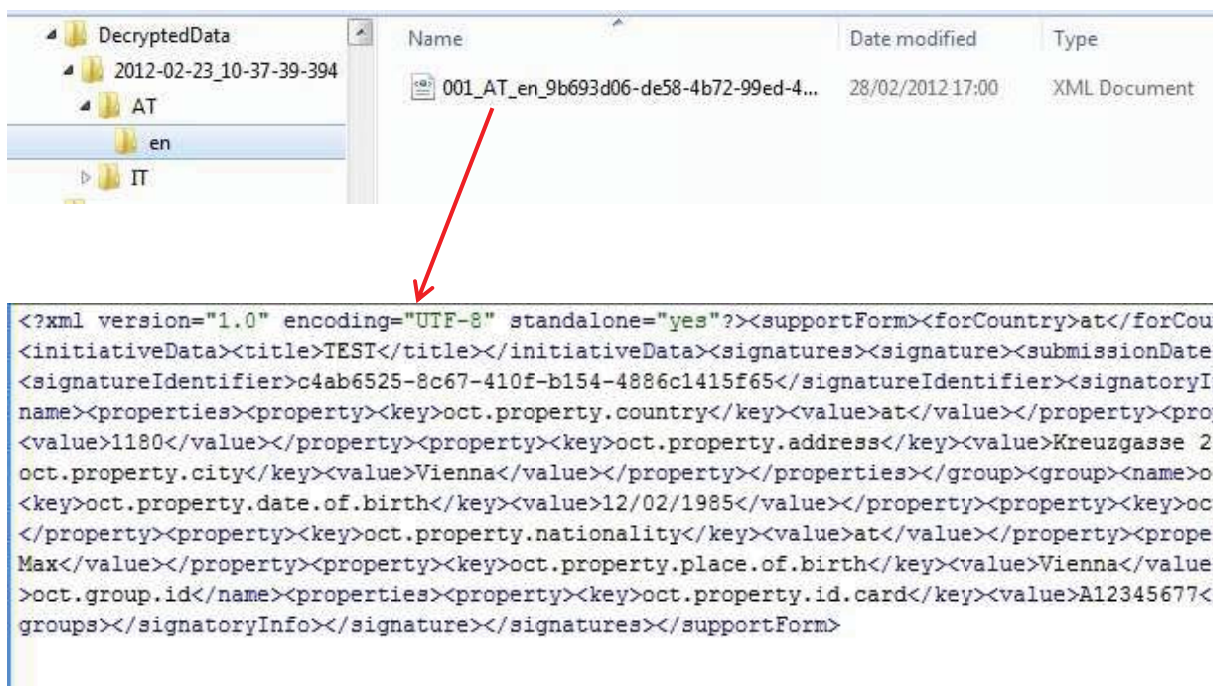 DecryptedData
2012-02-23_10-37-39-394
AT
en
IT
Name Date modified Type
001_AT_en_9b693d06-de58-4b72-99ed-4... 28/02/2012 17:00 XML Document
<?xml version="1.0" encoding="UTF-8" standalone="yes"?><supportForm><forCountry>at</forCou
<initiativeData><title>TEST</title></initiativeData><signatures><signature><submissionDate
<signatureIdentifier>c4ab6525-8c67-410f-b154-4886c1415f65</signatureIdentifier><signatoryI
name><properties><property><key>oct.property.country</key><value>at</value></property><pro
<value>1180</value></property><property><key>oct.property.address</key><value>Kreuzgasse 2
oct.property.city</key><value>Vienna</value></property></properties></group><group><name>o
<key>oct.property.date.of.birth</key><value>12/02/1985</value></property><property><key>oc
</property><property><key>oct.property.nationality</key><value>at</value></property><prope
Max</value></property><property><key>oct.property.place.of.birth</key><value>Vienna</value
>oct.group.id</name><properties><property><key>oct.property.id.card</key><value>A12345677<
groups></signatoryInfo></signature></signatures></supportForm>